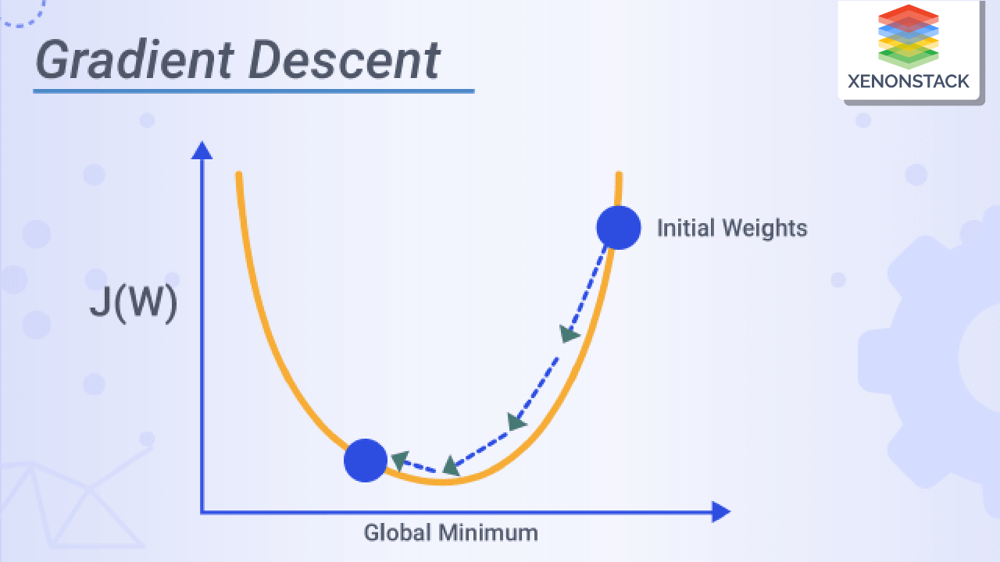 Gradient Descent
XENONSTACK
Initial Weights
J(W)
Global Minimum